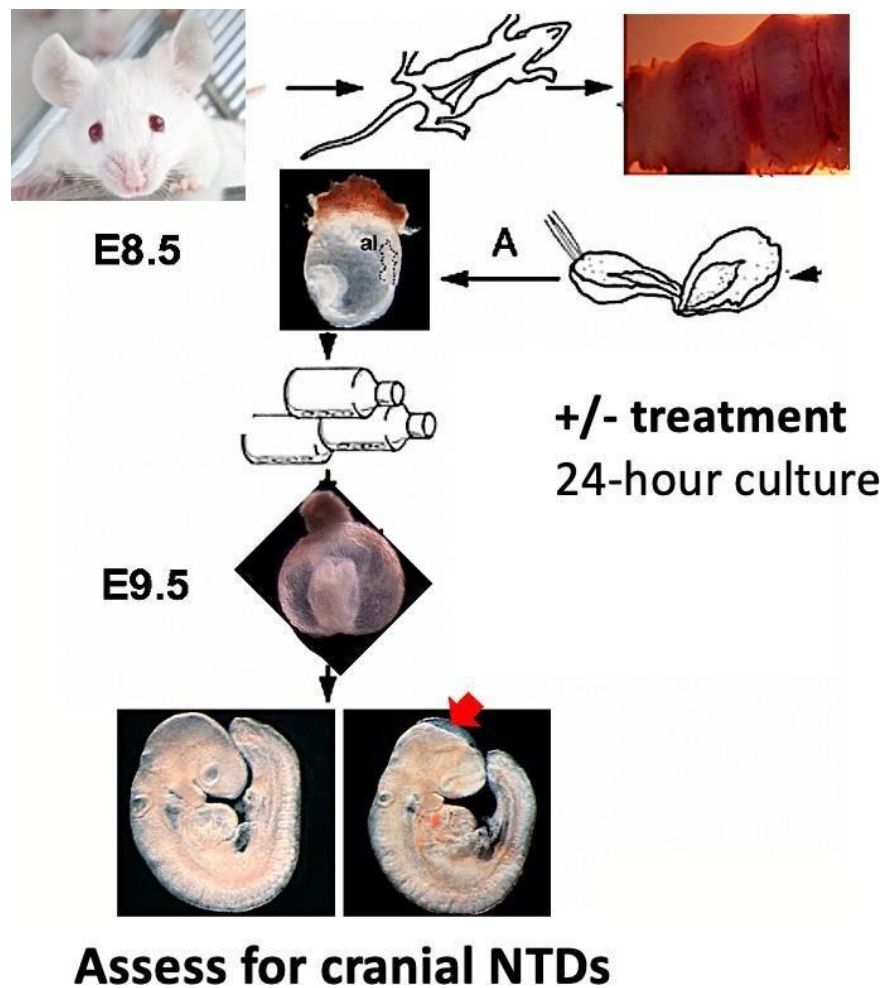 E8.5
al
A
+/- treatment
24-hour culture
E9.5
Assess for cranial NTDs